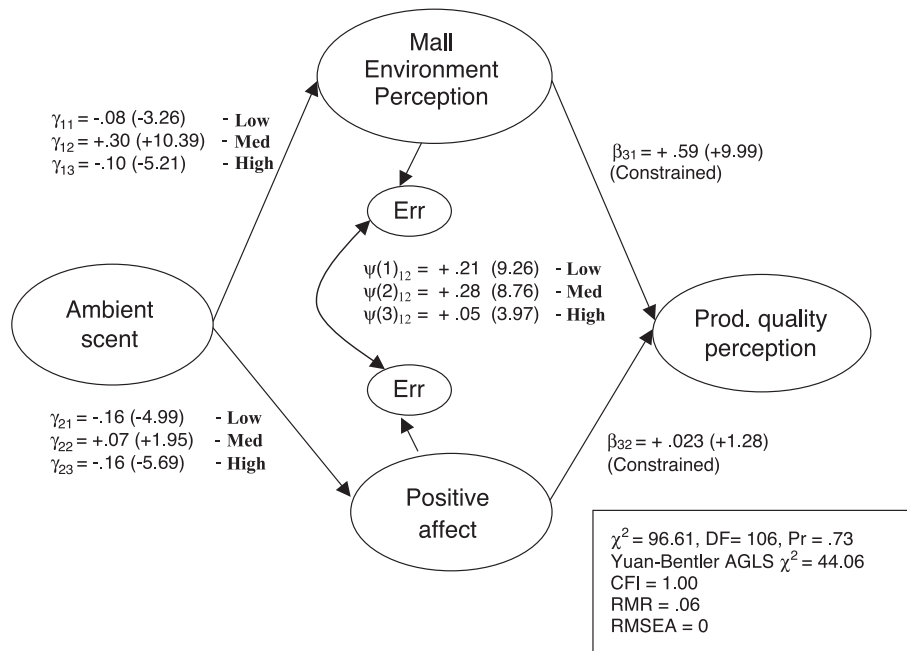 Mall
Environment
Perception
γ₁₁ = -.08 (-3.26) - Low
γ₁₂ = +.30 (+10.39) - Med
γ₁₃ = -.10 (-5.21) - High
β₃₁ = + .59 (+9.99)
(Constrained)
Err
ψ(1)₁₂ = + .21 (9.26) - Low
ψ(2)₁₂ = + .28 (8.76) - Med
ψ(3)₁₂ = + .05 (3.97) - High
Ambient
scent
Prod. quality
perception
Err
γ₂₁ = -.16 (-4.99) - Low
γ₂₂ = +.07 (+1.95) - Med
γ₂₃ = -.16 (-5.69) - High
β₃₂ = + .023 (+1.28)
(Constrained)
Positive
affect
χ² = 96.61, DF= 106, Pr = .73
Yuan-Bentler AGLS χ² = 44.06
CFI = 1.00
RMR = .06
RMSEA = 0